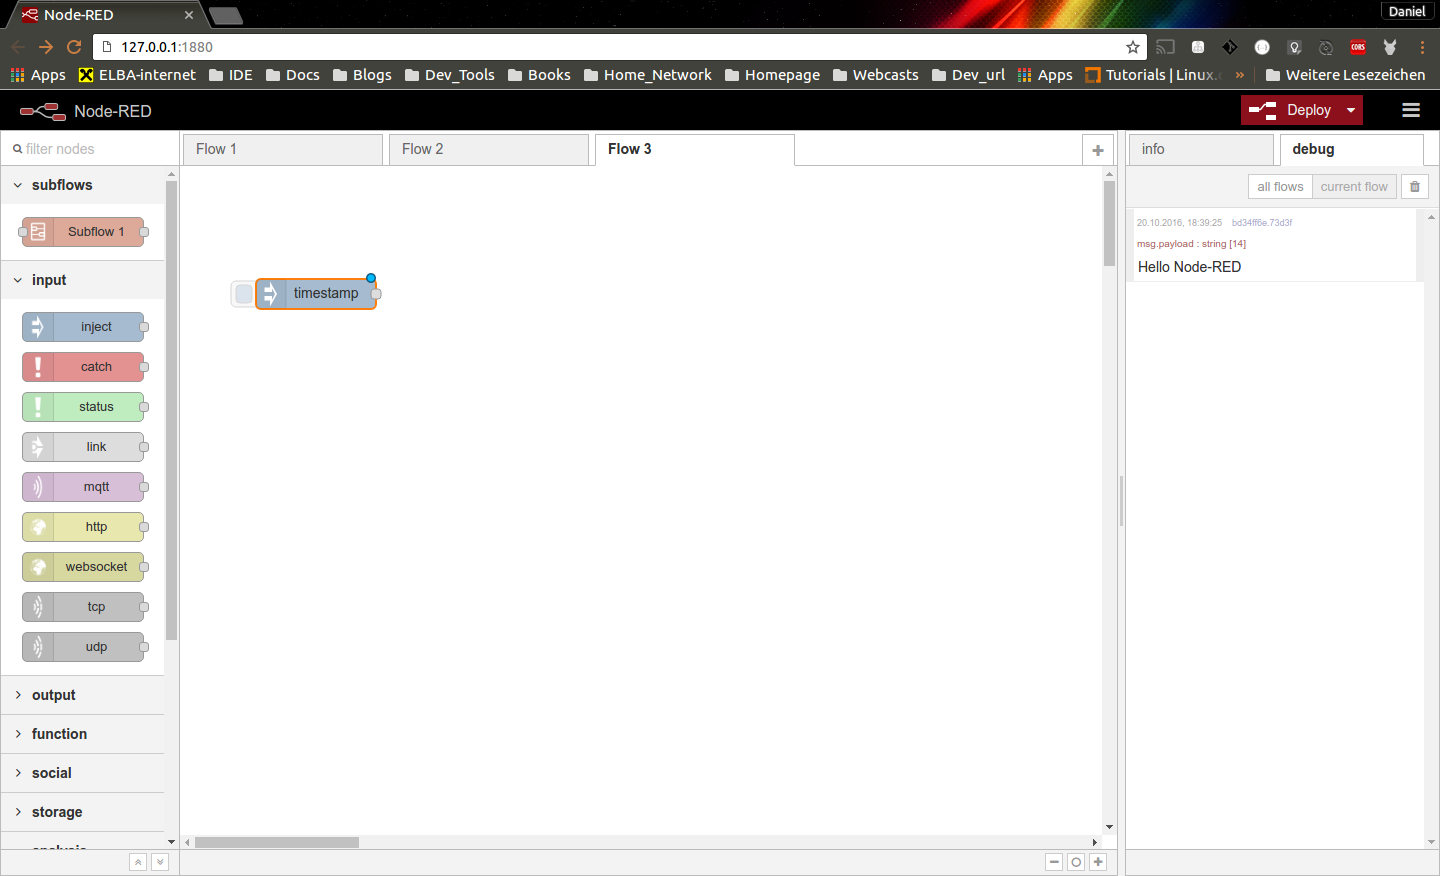 Node-RED
Daniel
127.0.0.1:1880
Apps ELBA-internet IDE Docs Blogs Dev_Tools Books Home_Network Homepage Webcasts Dev_url Apps Tutorials | Linux. » Weitere Lesezeichen
Node-RED
Deploy
filter nodes
Flow 1
Flow 2
Flow 3
info
debug
all flows
current flow
20.10.2016, 18:39:25 bd34ff6e.73d3f
msg.payload : string [14]
Hello Node-RED
timestamp
subflows
Subflow 1
input
inject
catch
status
link
mqtt
http
websocket
tcp
udp
output
function
social
storage